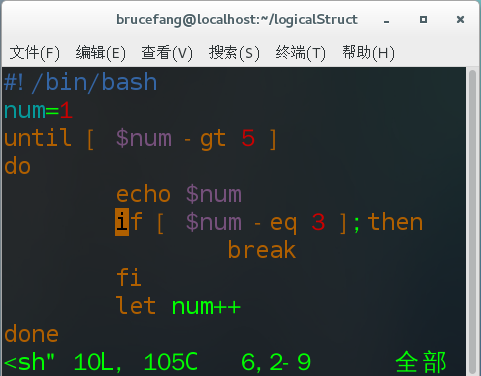 brucefang@localhost:~/logicalStruct
文件(F) 编辑(E) 查看(V) 搜索(S) 终端(T) 帮助(H)
#!/bin/bash
num=1
until [ $num -gt 5 ]
do
        echo $num
        if [ $num -eq 3 ];then
                break
        fi
        let num++
done
<sh" 10L, 105C   6,2-9   全部